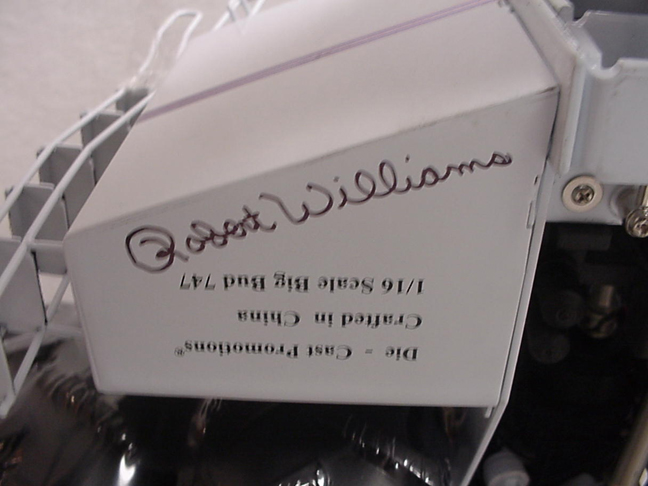 Robert Williams
Die - Cast Promotions®
Crafted in China
1/16 Scale Big Bud 747